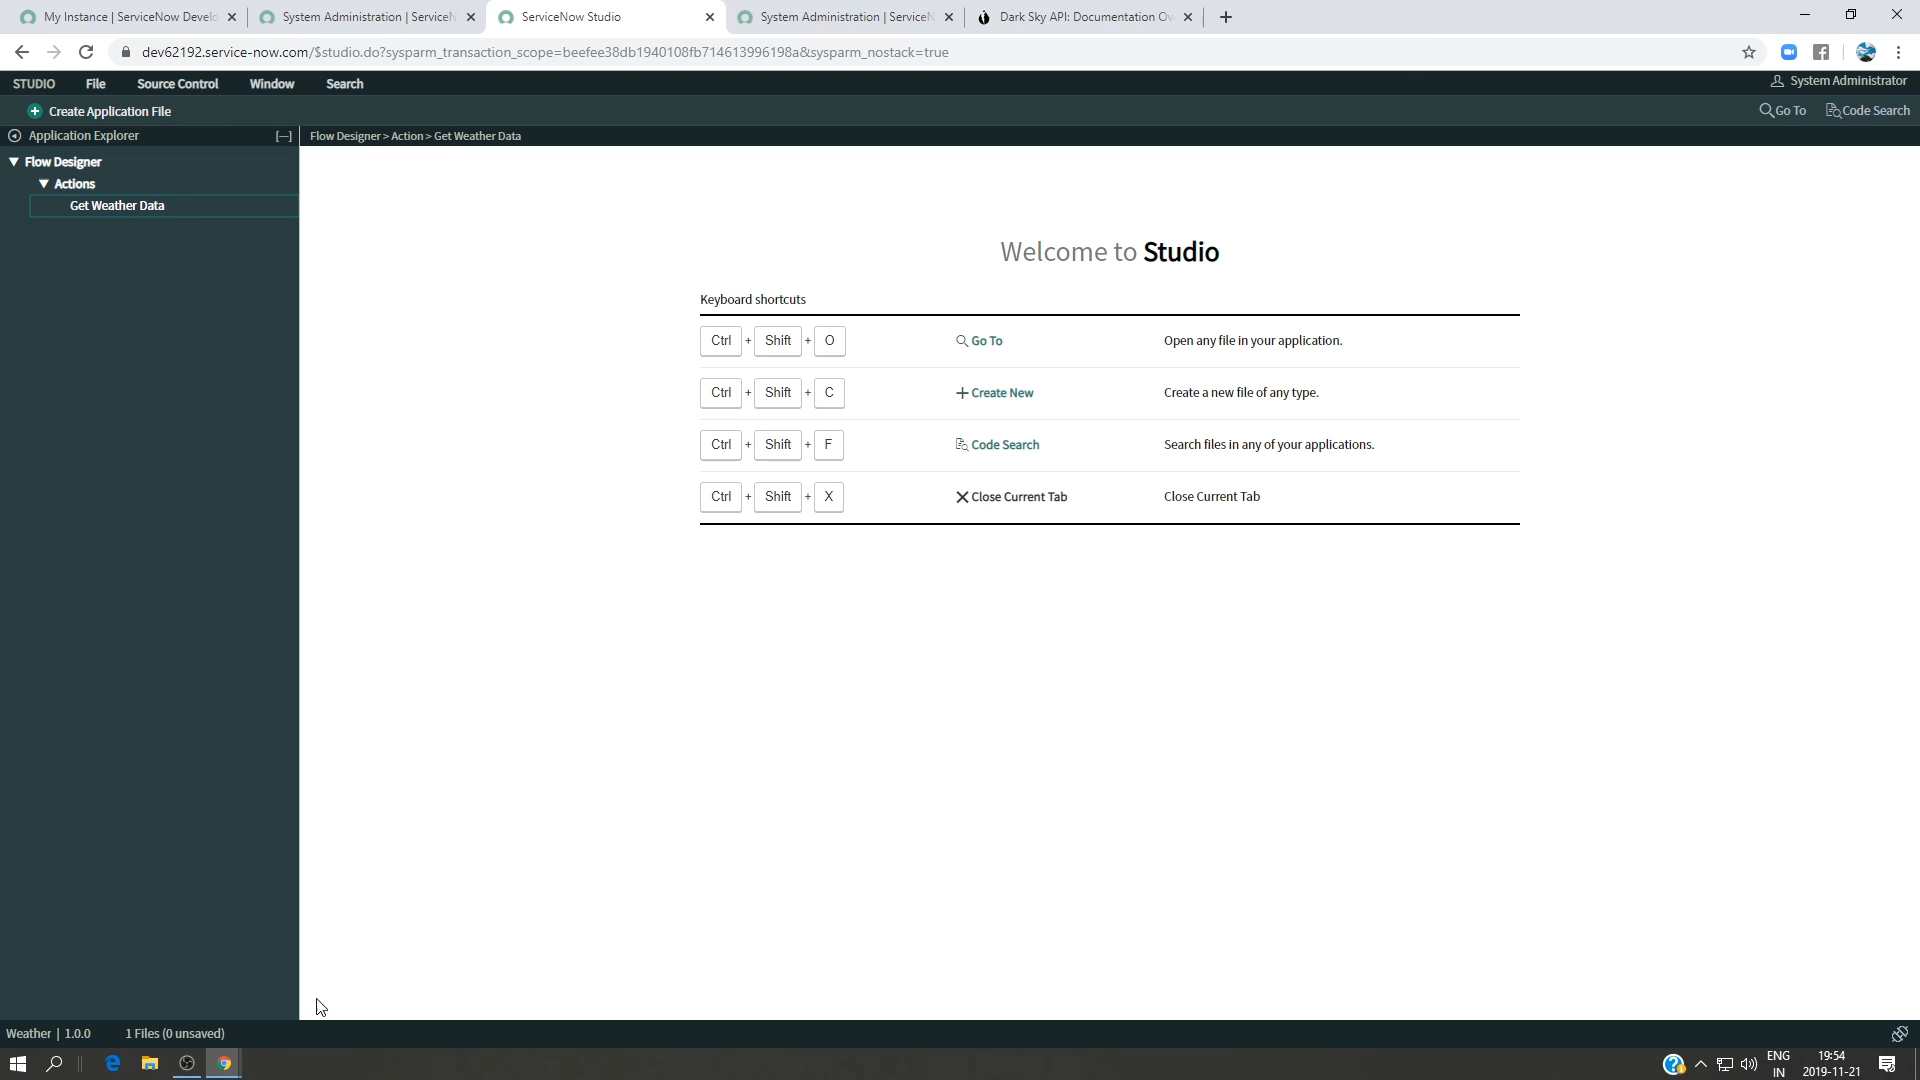 My Instance | ServiceNow Develo
System Administration | ServiceN
ServiceNow Studio
System Administration | ServiceN
Dark Sky API: Documentation Ov
dev62192.service-now.com/$studio.do?sysparm_transaction_scope=beefee38db1940108fb714613996198a&sysparm_nostack=true
STUDIO File Source Control Window Search
System Administrator
Create Application File
Go To Code Search
Application Explorer [—]
Flow Designer > Action > Get Weather Data
Flow Designer
Actions
Get Weather Data
Welcome to Studio
Keyboard shortcuts
Ctrl + Shift + O Go To Open any file in your application.
Ctrl + Shift + C Create New Create a new file of any type.
Ctrl + Shift + F Code Search Search files in any of your applications.
Ctrl + Shift + X Close Current Tab Close Current Tab
Weather | 1.0.0 1 Files (0 unsaved)
ENG 19:54
IN 2019-11-21